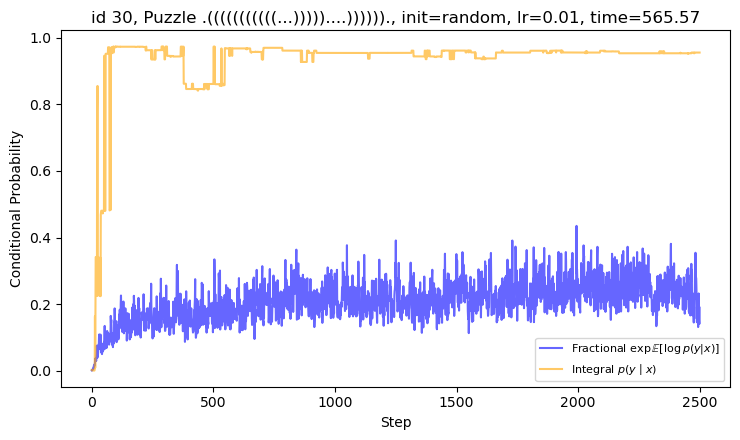 id 30, Puzzle .(((((((((((...)))))....))))))., init=random, lr=0.01, time=565.57
Conditional Probability
1.0
0.8
0.6
0.4
0.2
0.0
0
500
1000
1500
2000
2500
Step
Fractional exp𝔼[log p(y|x)]
Integral p(y | x)